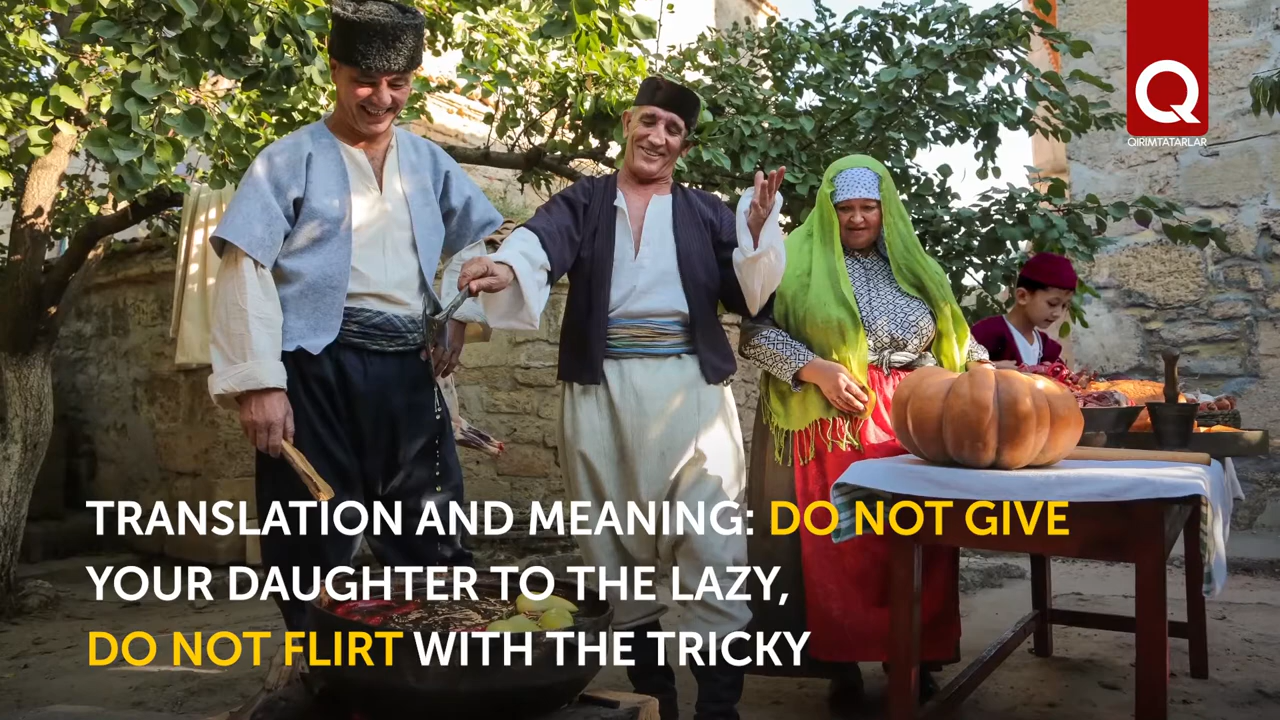 Q
QIRIMTATARLAR
TRANSLATION AND MEANING: DO NOT GIVE
YOUR DAUGHTER TO THE LAZY,
DO NOT FLIRT WITH THE TRICKY